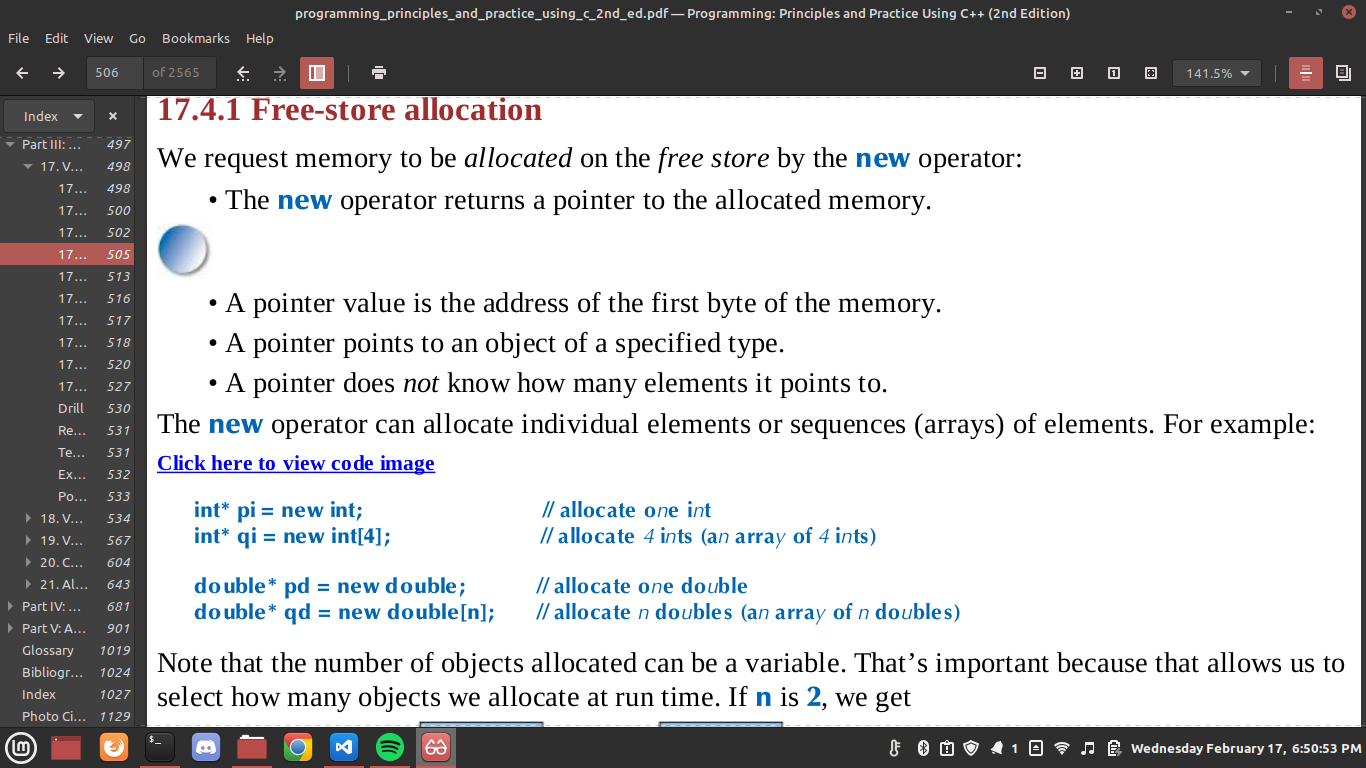 programming_principles_and_practice_using_c_2nd_ed.pdf — Programming: Principles and Practice Using C++ (2nd Edition)
File Edit View Go Bookmarks Help
506 of 2565 141.5%
Index
17.4.1 Free-store allocation
We request memory to be allocated on the free store by the new operator:
• The new operator returns a pointer to the allocated memory.
• A pointer value is the address of the first byte of the memory.
• A pointer points to an object of a specified type.
• A pointer does not know how many elements it points to.
The new operator can allocate individual elements or sequences (arrays) of elements. For example:
Click here to view code image
int* pi = new int; // allocate one int
int* qi = new int[4]; // allocate 4 ints (an array of 4 ints)
double* pd = new double; // allocate one double
double* qd = new double[n]; // allocate n doubles (an array of n doubles)
Note that the number of objects allocated can be a variable. That’s important because that allows us to
select how many objects we allocate at run time. If n is 2, we get
Part III: ... 497
17. V... 498
17... 498
17... 500
17... 502
17... 505
17... 513
17... 516
17... 517
17... 518
17... 520
17... 527
Drill 530
Re... 531
Te... 531
Ex... 532
Po... 533
18. V... 534
19. V... 567
20. C... 604
21. Al... 643
Part IV: ... 681
Part V: A... 901
Glossary 1019
Bibliogr... 1024
Index 1027
Photo Ci... 1129
1 Wednesday February 17, 6:50:53 PM